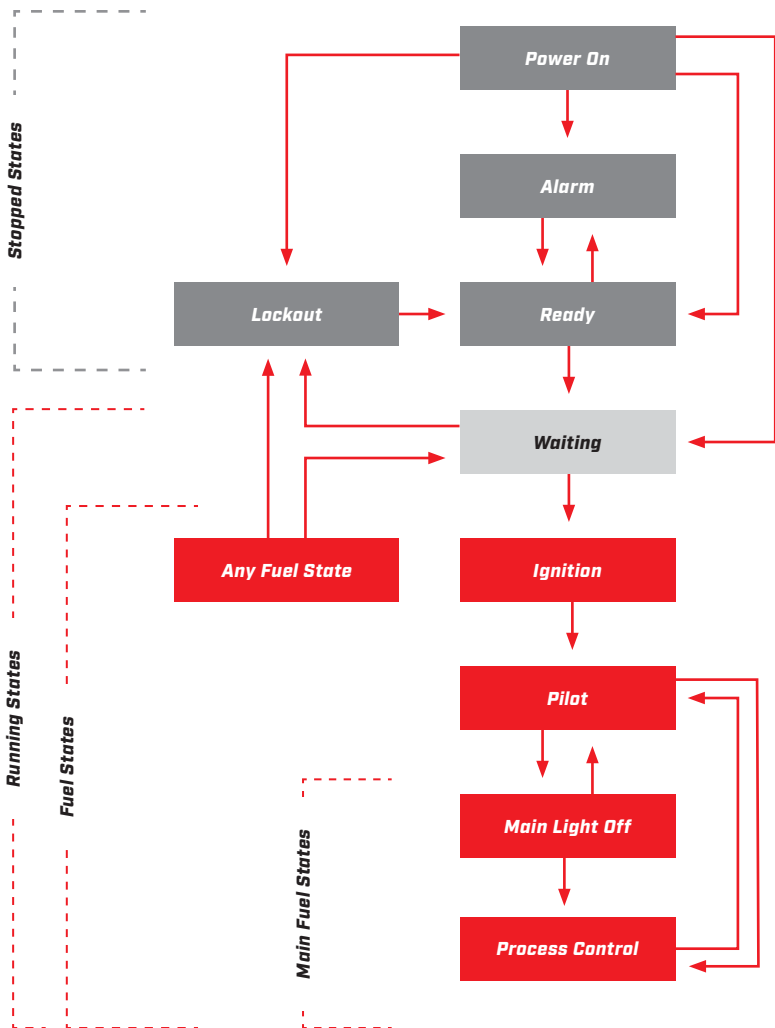 Power On
Stopped States
Alarm
Lockout
Ready
Waiting
Any Fuel State
Ignition
Running States
Fuel States
Pilot
Main Light Off
Main Fuel States
Process Control